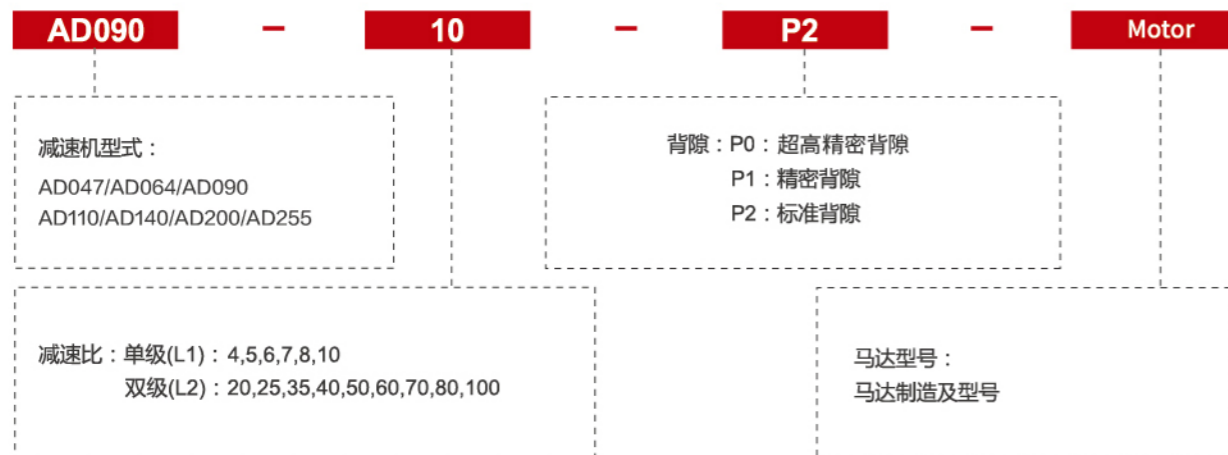 AD090 – 10 – P2 – Motor
减速机型式：
AD047/AD064/AD090
AD110/AD140/AD200/AD255
背隙：P0：超高精密背隙
P1：精密背隙
P2：标准背隙
减速比：单级(L1)：4,5,6,7,8,10
双级(L2)：20,25,35,40,50,60,70,80,100
马达型号：
马达制造及型号